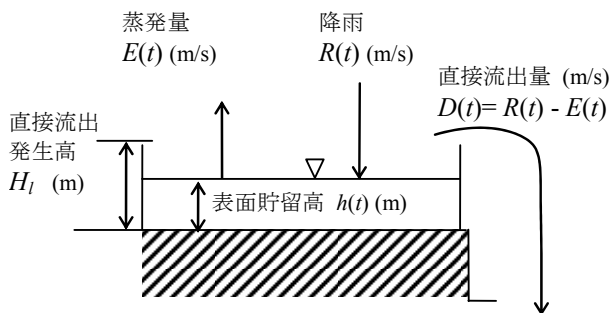 蒸発量
E(t) (m/s)
降雨
R(t) (m/s)
直接流出量 (m/s)
D(t)= R(t) - E(t)
直接流出
発生高
H_l (m)
表面貯留高 h(t) (m)